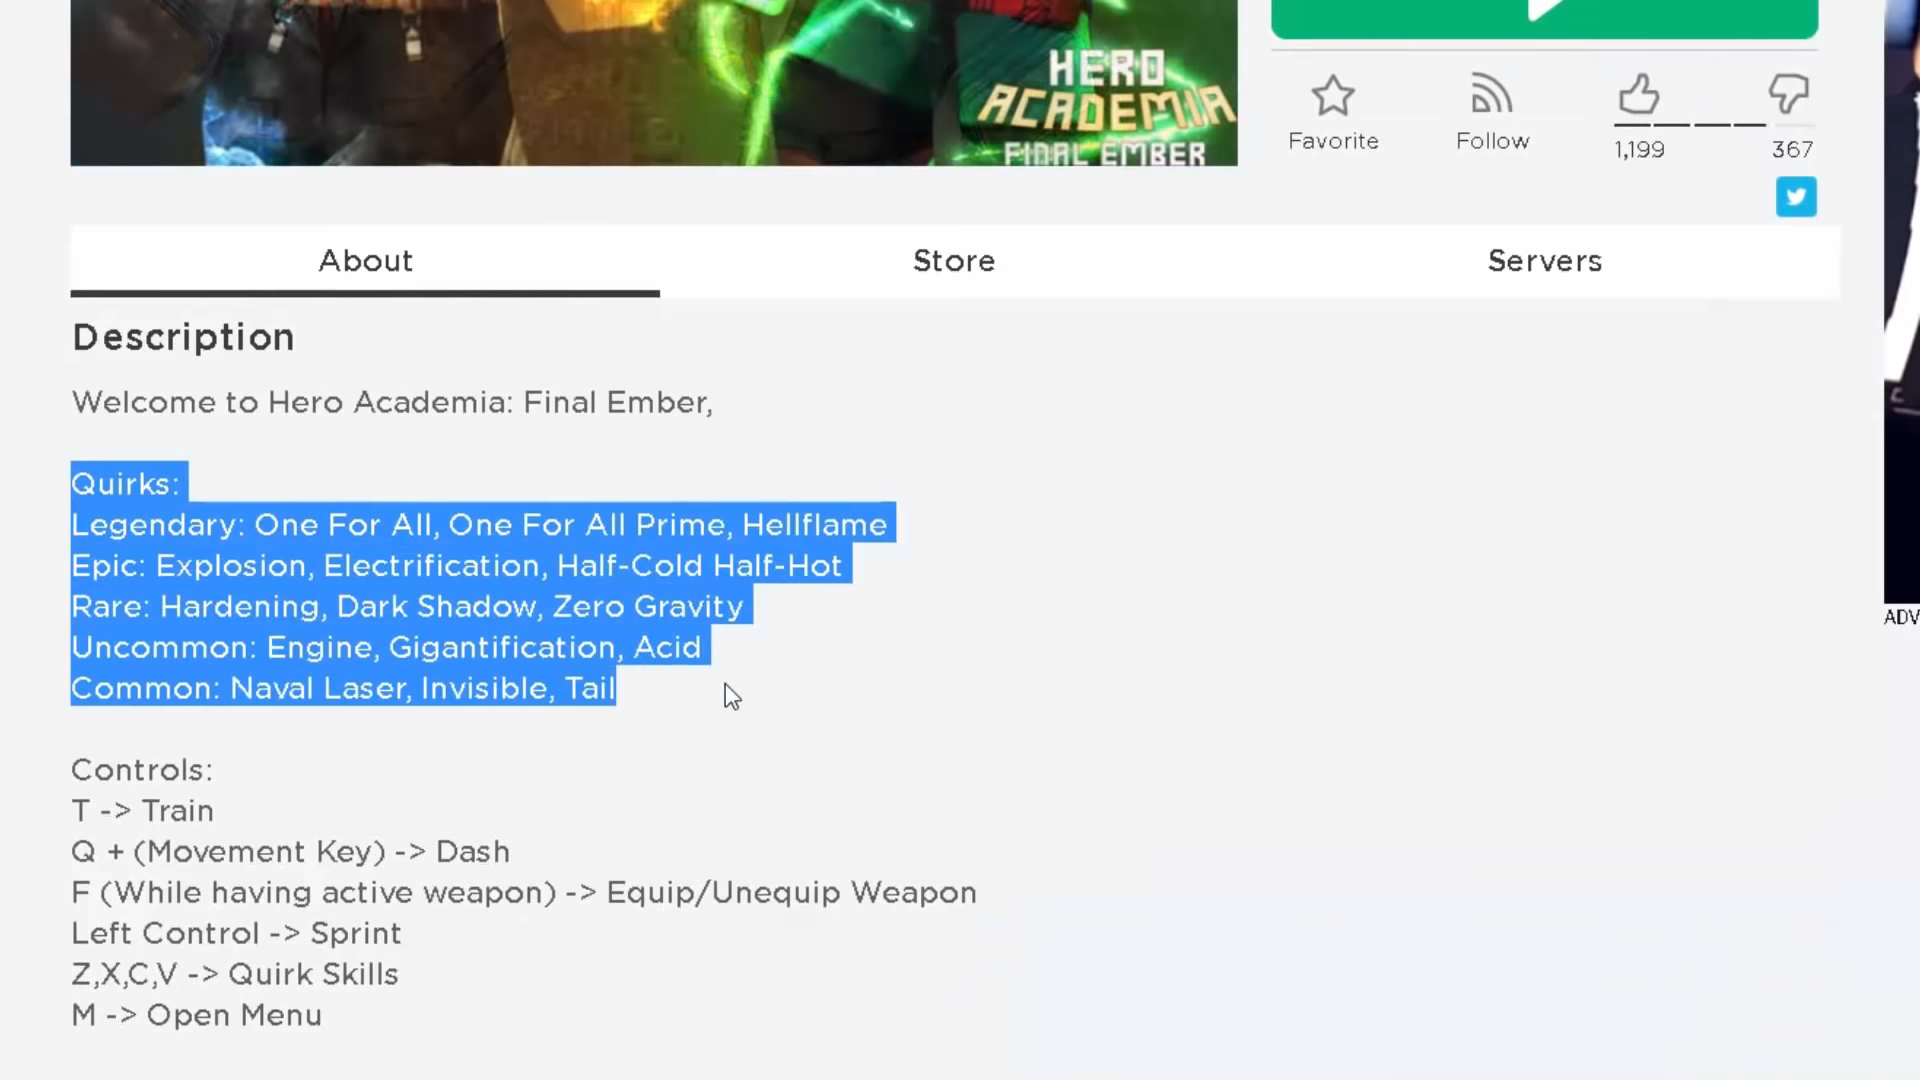 HERO
ACADEMIA
FINAL EMBER
Favorite
Follow
1,199
367
About
Store
Servers
Description
Welcome to Hero Academia: Final Ember,
Quirks:
Legendary: One For All, One For All Prime, Hellflame
Epic: Explosion, Electrification, Half-Cold Half-Hot
Rare: Hardening, Dark Shadow, Zero Gravity
Uncommon: Engine, Gigantification, Acid
Common: Naval Laser, Invisible, Tail
ADV
Controls:
T -> Train
Q + (Movement Key) -> Dash
F (While having active weapon) -> Equip/Unequip Weapon
Left Control -> Sprint
Z,X,C,V -> Quirk Skills
M -> Open Menu